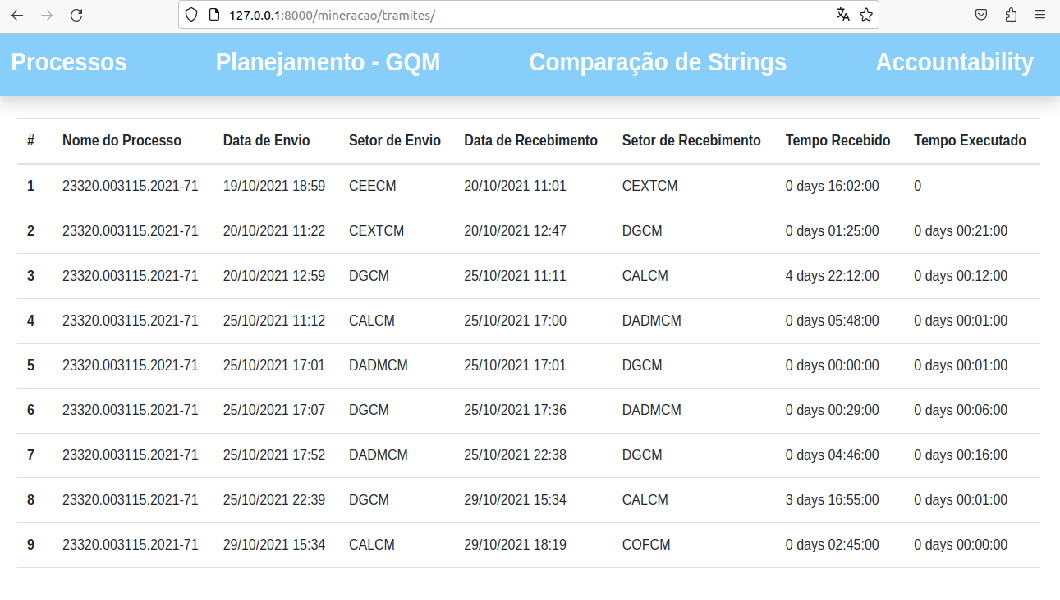 127.0.0.1:8000/mineracao/tramites/
Processos Planejamento - GQM Comparação de Strings Accountability
# Nome do Processo Data de Envio Setor de Envio Data de Recebimento Setor de Recebimento Tempo Recebido Tempo Executado
1 23320.003115.2021-71 19/10/2021 18:59 CEECM 20/10/2021 11:01 CEXTCM 0 days 16:02:00 0
2 23320.003115.2021-71 20/10/2021 11:22 CEXTCM 20/10/2021 12:47 DGCM 0 days 01:25:00 0 days 00:21:00
3 23320.003115.2021-71 20/10/2021 12:59 DGCM 25/10/2021 11:11 CALCM 4 days 22:12:00 0 days 00:12:00
4 23320.003115.2021-71 25/10/2021 11:12 CALCM 25/10/2021 17:00 DADMCM 0 days 05:48:00 0 days 00:01:00
5 23320.003115.2021-71 25/10/2021 17:01 DADMCM 25/10/2021 17:01 DGCM 0 days 00:00:00 0 days 00:01:00
6 23320.003115.2021-71 25/10/2021 17:07 DGCM 25/10/2021 17:36 DADMCM 0 days 00:29:00 0 days 00:06:00
7 23320.003115.2021-71 25/10/2021 17:52 DADMCM 25/10/2021 22:38 DGCM 0 days 04:46:00 0 days 00:16:00
8 23320.003115.2021-71 25/10/2021 22:39 DGCM 29/10/2021 15:34 CALCM 3 days 16:55:00 0 days 00:01:00
9 23320.003115.2021-71 29/10/2021 15:34 CALCM 29/10/2021 18:19 COFCM 0 days 02:45:00 0 days 00:00:00